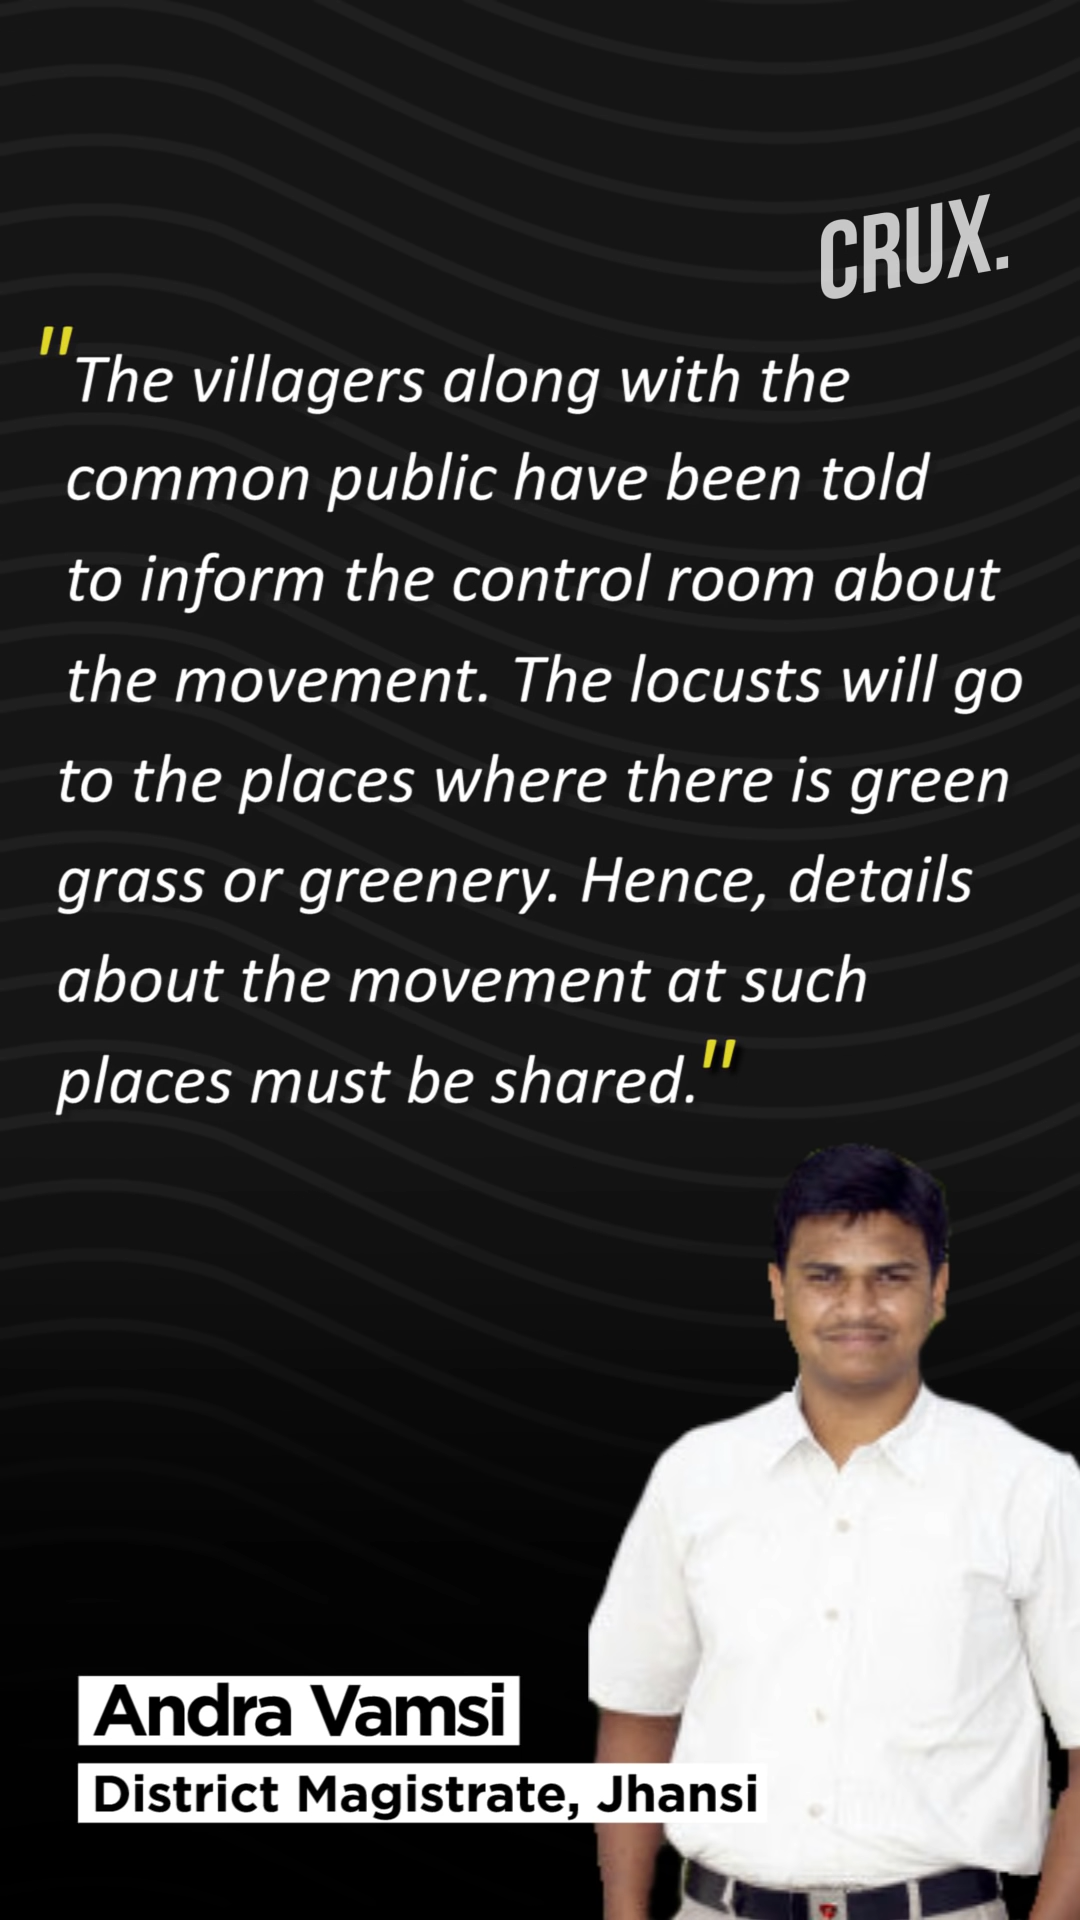 CRUX.
"The villagers along with the
common public have been told
to inform the control room about
the movement. The locusts will go
to the places where there is green
grass or greenery. Hence, details
about the movement at such
places must be shared."
Andra Vamsi
District Magistrate, Jhansi